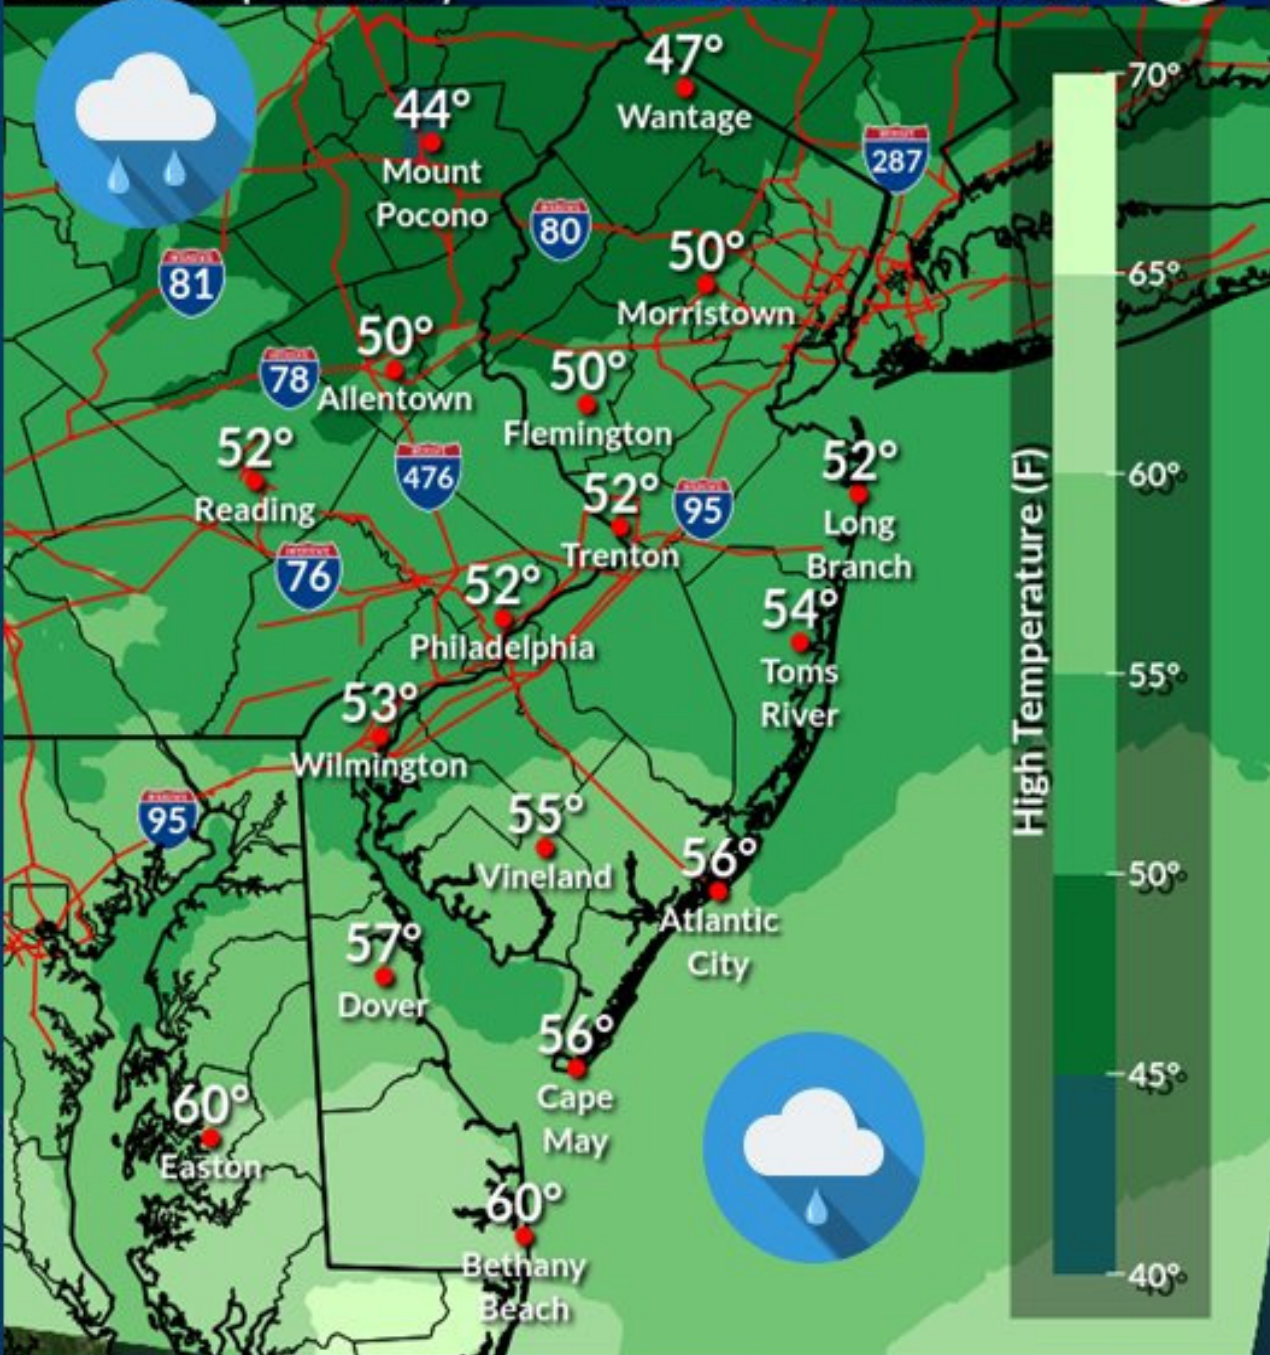 47°
Wantage
44°
Mount
Pocono
287
80
50°
Morristown
81
50°
Allentown
78
50°
Flemington
52°
Reading
476
52°
Trenton
95
52°
Long
Branch
76
52°
Philadelphia
54°
Toms
River
53°
Wilmington
95
55°
Vineland
56°
Atlantic
City
57°
Dover
56°
Cape
May
60°
Easton
60°
Bethany
Beach
High Temperature (F)
70°
65°
60°
55°
50°
45°
40°